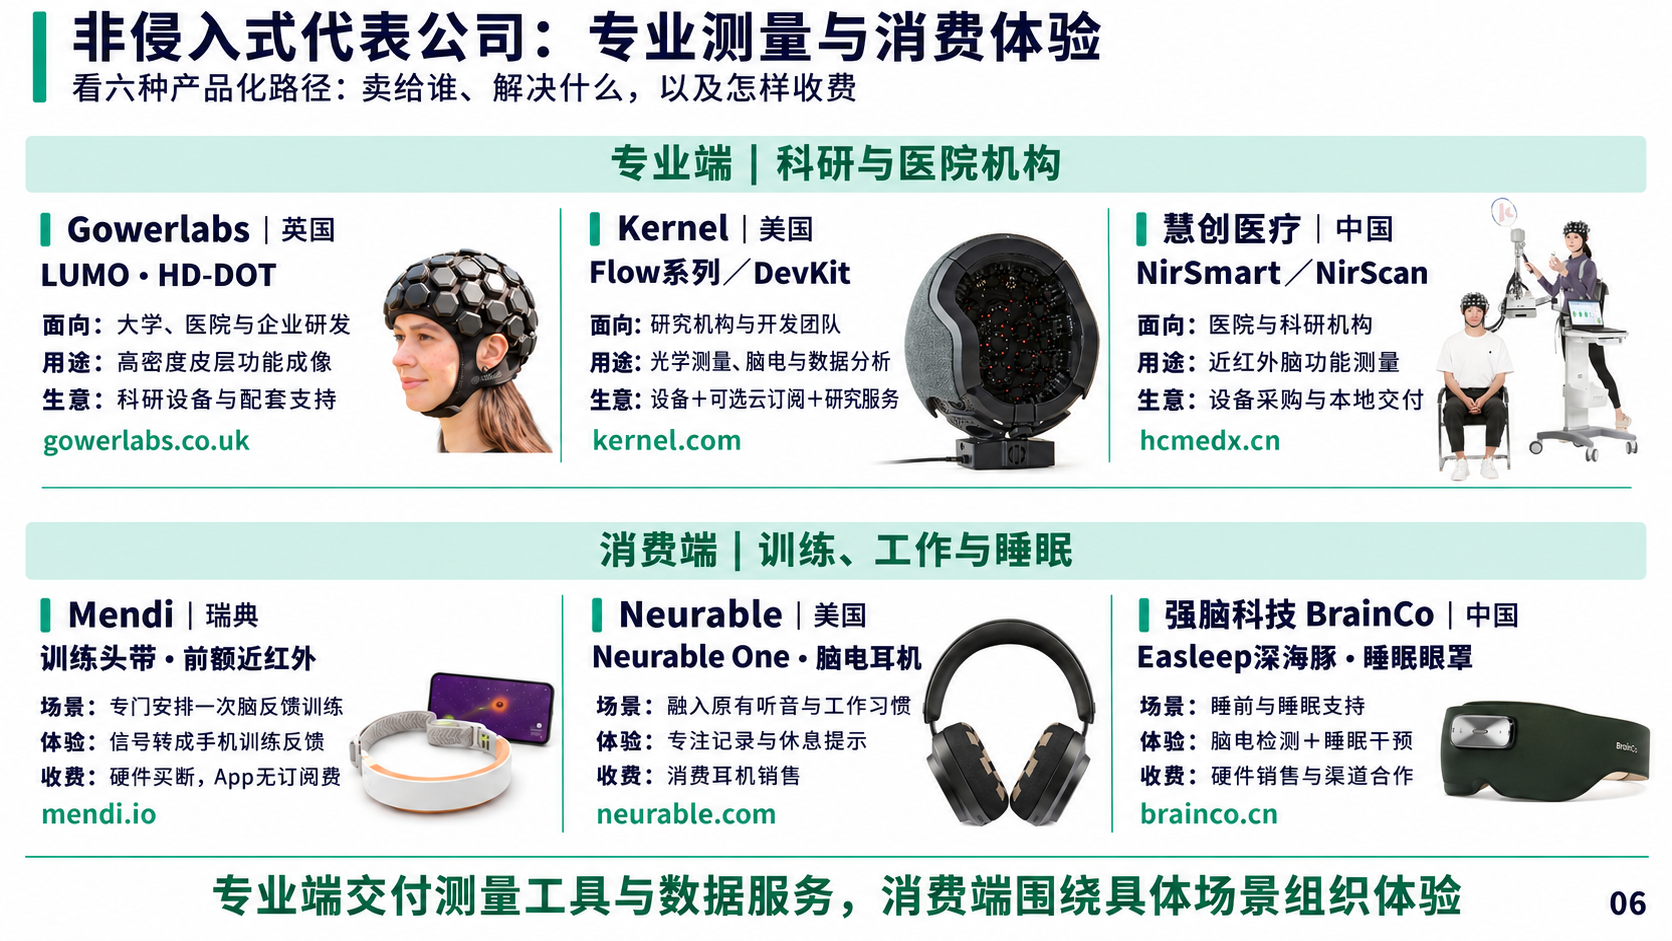 非侵入式代表公司：专业测量与消费体验
看六种产品化路径：卖给谁、解决什么，以及怎样收费
专业端 | 科研与医院机构
Gowerlabs | 英国
LUMO • HD-DOT
面向：大学、医院与企业研发
用途：高密度皮层功能成像
生意：科研设备与配套支持
gowerlabs.co.uk
Kernel | 美国
Flow系列／DevKit
面向：研究机构与开发团队
用途：光学测量、脑电与数据分析
生意：设备＋可选云订阅＋研究服务
kernel.com
慧创医疗 | 中国
NirSmart／NirScan
面向：医院与科研机构
用途：近红外脑功能测量
生意：设备采购与本地交付
hcmedx.cn
消费端 | 训练、工作与睡眠
Mendi | 瑞典
训练头带 • 前额近红外
场景：专门安排一次脑反馈训练
体验：信号转成手机训练反馈
收费：硬件买断，App无订阅费
mendi.io
Neurable | 美国
Neurable One • 脑电耳机
场景：融入原有听音与工作习惯
体验：专注记录与休息提示
收费：消费耳机销售
neurable.com
强脑科技 BrainCo | 中国
Easleep深海豚 • 睡眠眼罩
场景：睡前与睡眠支持
体验：脑电检测＋睡眠干预
收费：硬件销售与渠道合作
brainco.cn
BrainCo
专业端交付测量工具与数据服务，消费端围绕具体场景组织体验
06